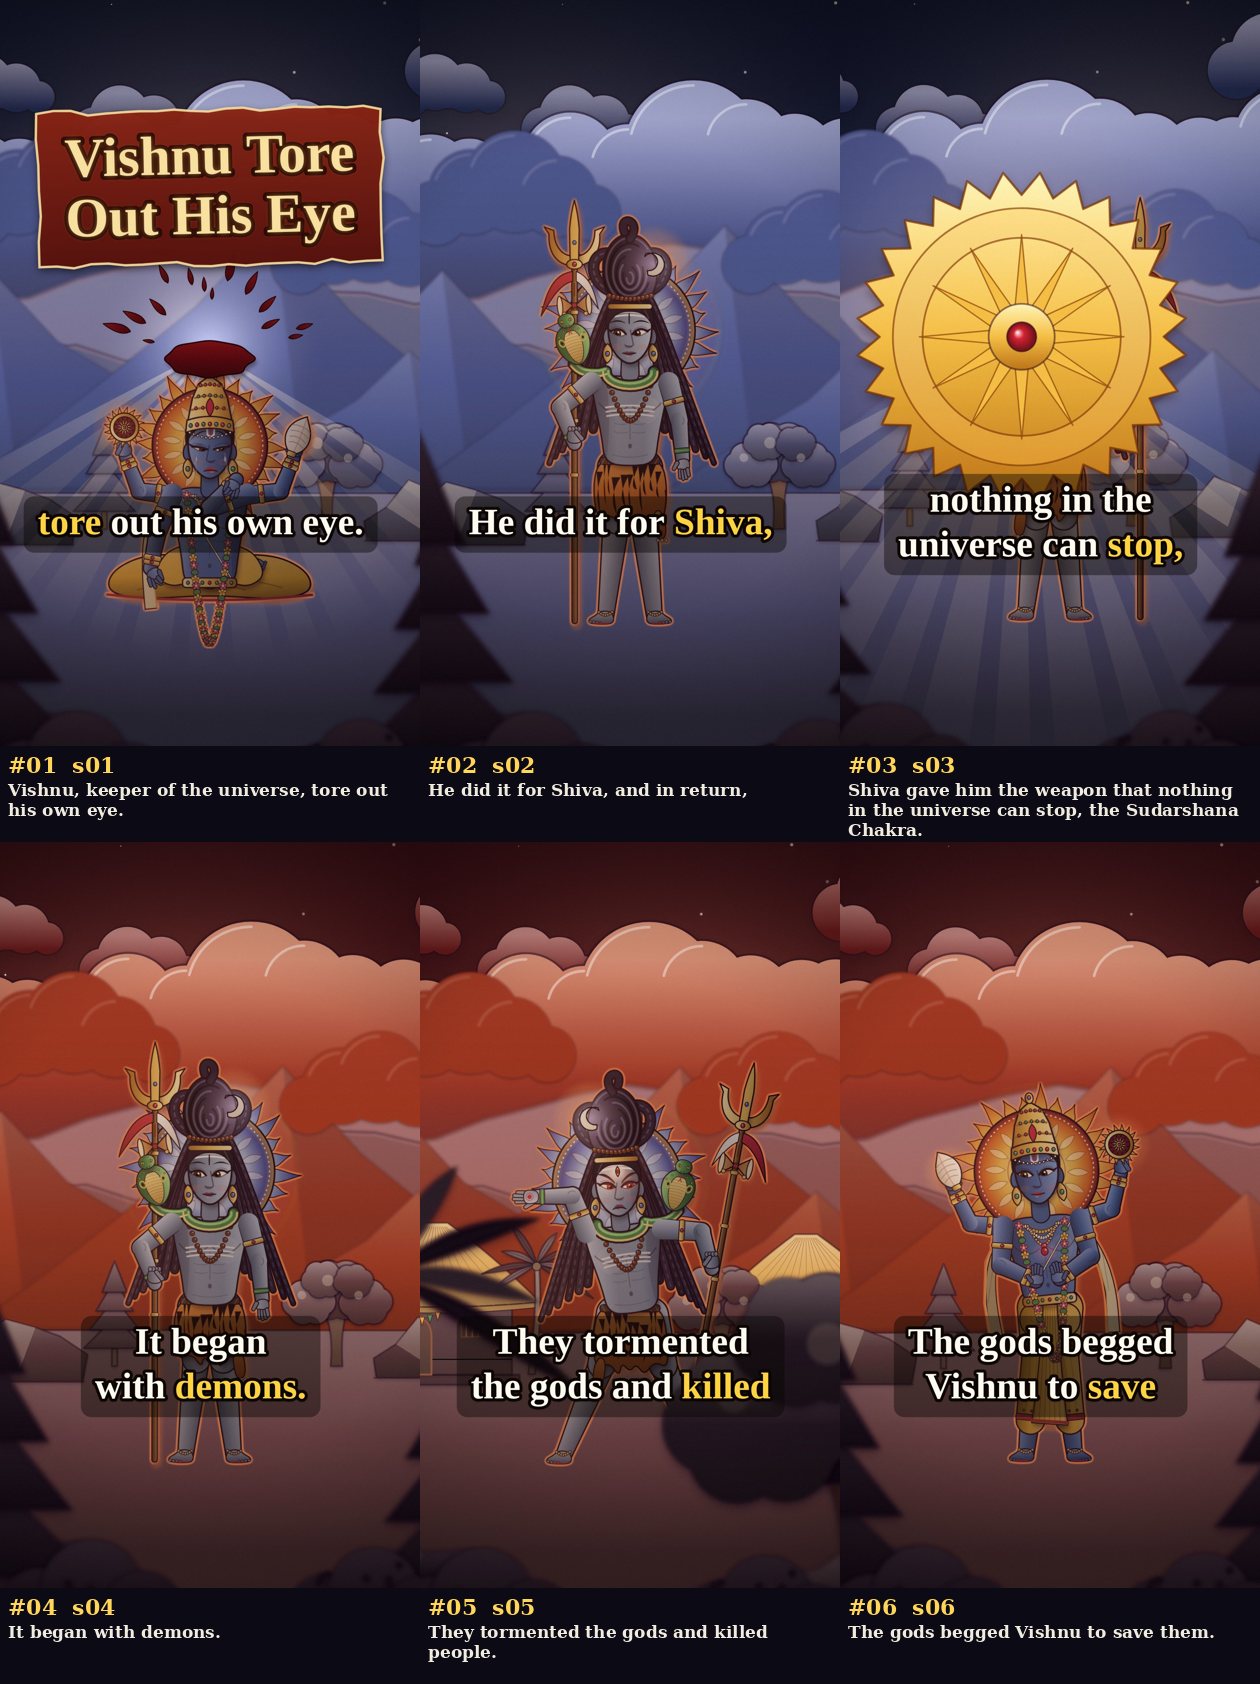 Vishnu Tore
Out His Eye
tore out his own eye.
He did it for Shiva,
nothing in the
universe can stop,
#01 s01
Vishnu, keeper of the universe, tore out
his own eye.
#02 s02
He did it for Shiva, and in return,
#03 s03
Shiva gave him the weapon that nothing
in the universe can stop, the Sudarshana
Chakra.
It began
with demons.
They tormented
the gods and killed
The gods begged
Vishnu to save
#04 s04
It began with demons.
#05 s05
They tormented the gods and killed
people.
#06 s06
The gods begged Vishnu to save them.